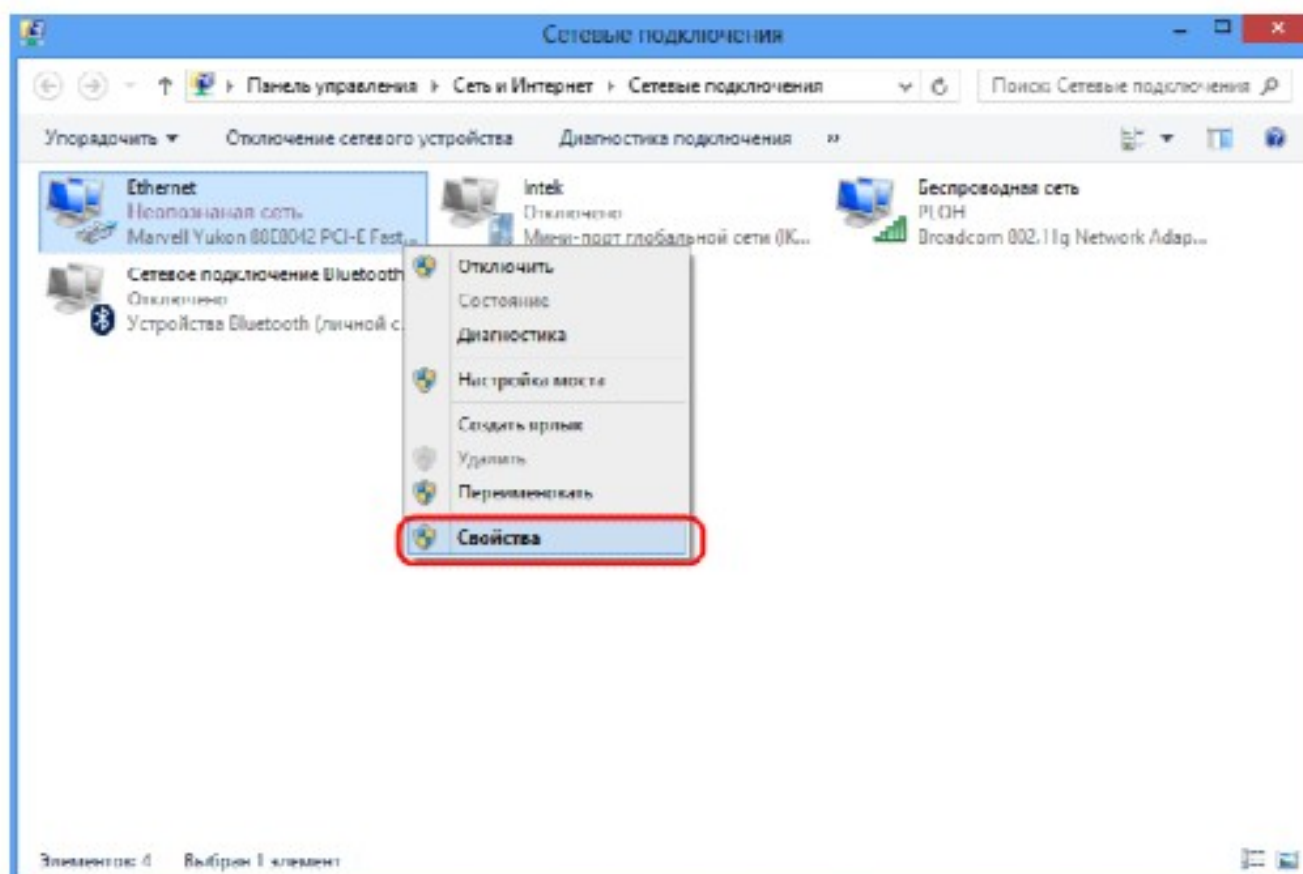 Сетевые подключения
Панель управления Сеть и Интернет Сетевые подключения Поиск: Сетевые подключения
Упорядочить Отключение сетевого устройства Диагностика подключения »
Ethernet
Неопознаная сеть
Marvell Yukon 88E8042 PCI-E Fast...
Intek
Отключено
Мини-порт глобальной сети (IK...
Беспроводная сеть
PLOH
Broadcom 802.11g Network Adap...
Сетевое подключение Bluetooth
Отключено
Устройства Bluetooth (личной с
Отключить
Состояние
Диагностика
Настройка моста
Создать ярлык
Удалить
Переименовать
Свойства
Элементов: 4 Выбран 1 элемент